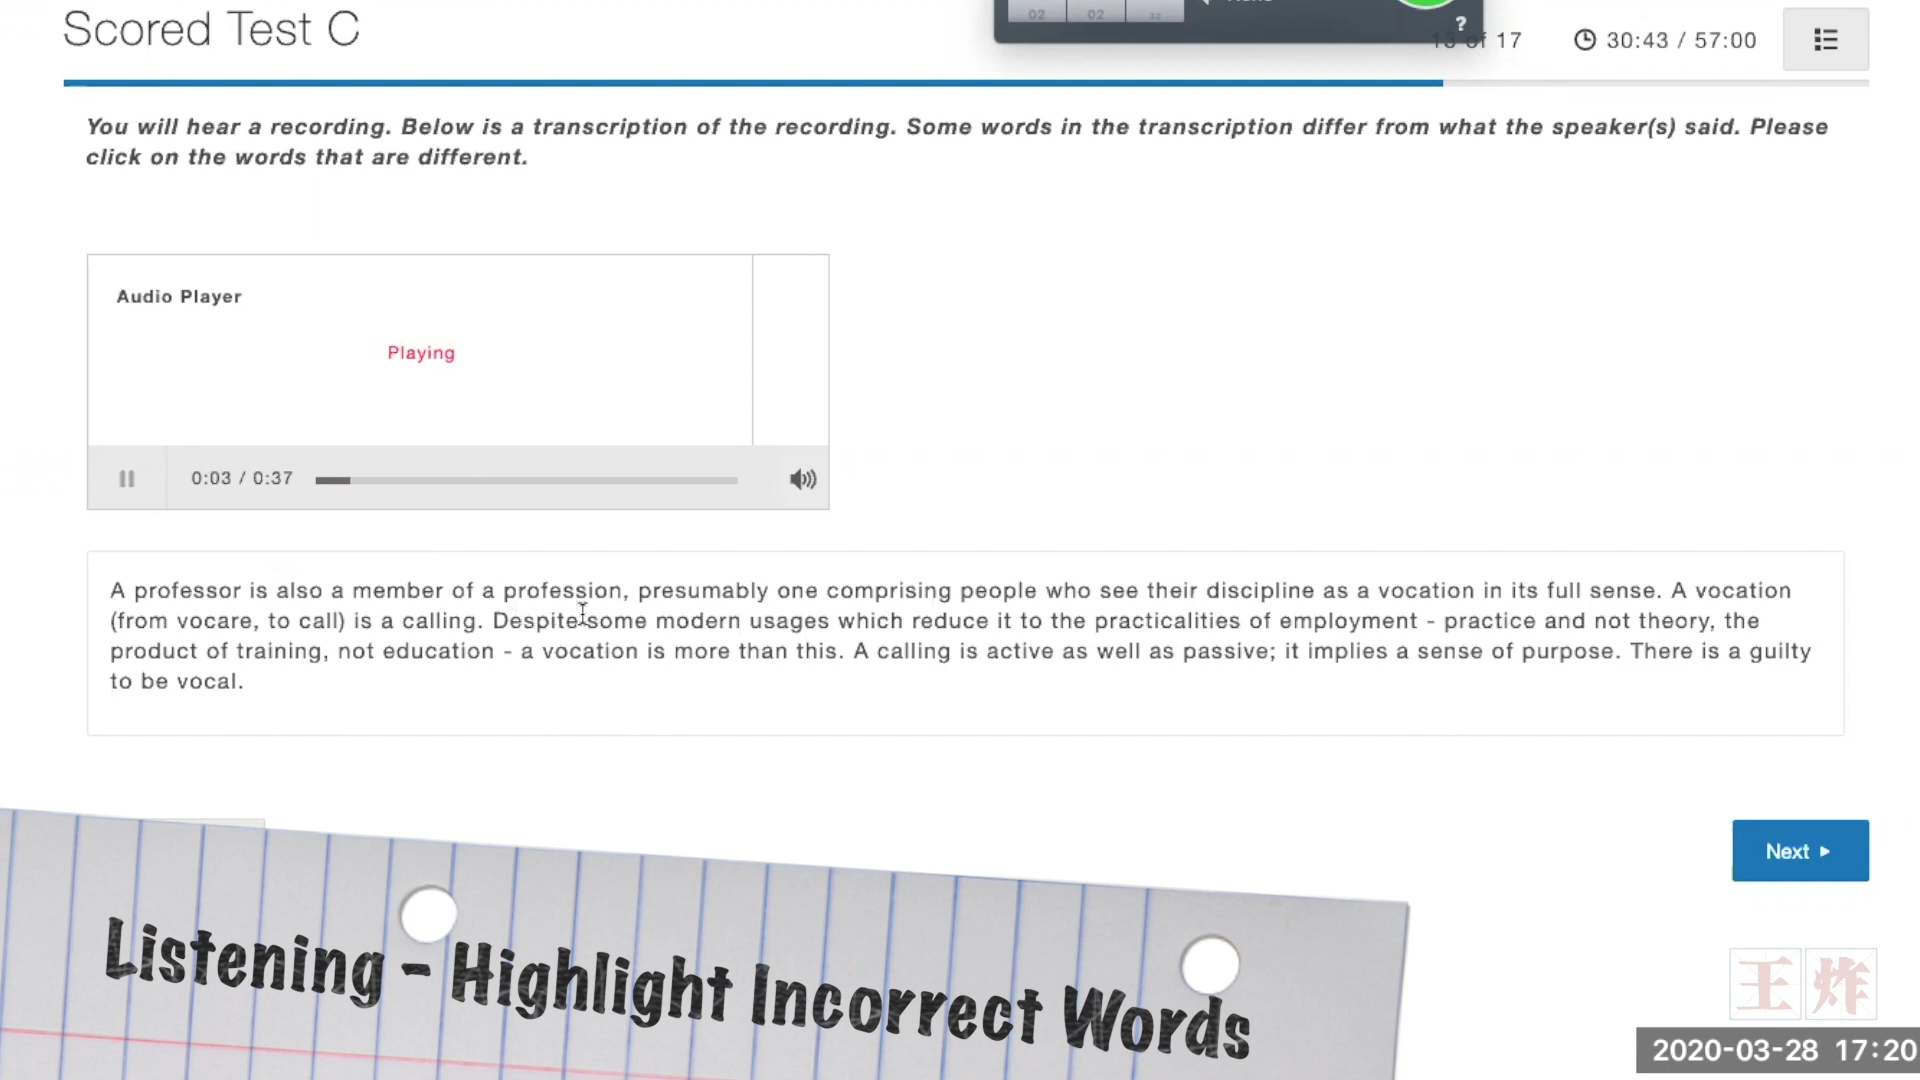 Scored Test C
02 02 32
?
13 of 17
30:43 / 57:00
You will hear a recording. Below is a transcription of the recording. Some words in the transcription differ from what the speaker(s) said. Please
click on the words that are different.
Audio Player
Playing
0:03 / 0:37
A professor is also a member of a profession, presumably one comprising people who see their discipline as a vocation in its full sense. A vocation
(from vocare, to call) is a calling. Despite some modern usages which reduce it to the practicalities of employment - practice and not theory, the
product of training, not education - a vocation is more than this. A calling is active as well as passive; it implies a sense of purpose. There is a guilty
to be vocal.
Next
Listening - Highlight Incorrect Words
王炸
2020-03-28 17:20